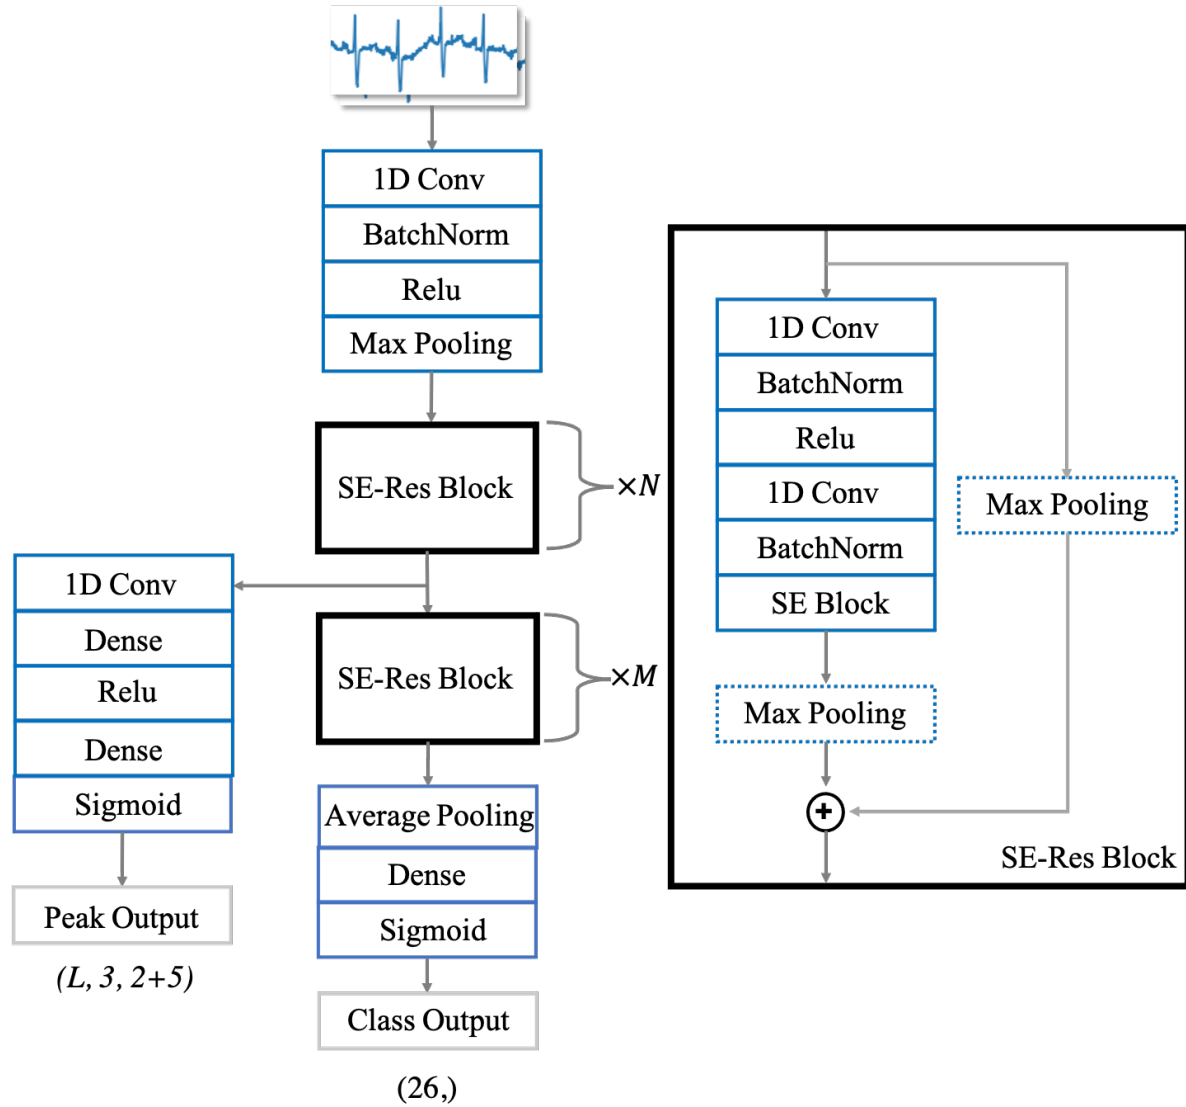 1D Conv
BatchNorm
Relu
Max Pooling
SE-Res Block
×N
SE-Res Block
×M
1D Conv
Dense
Relu
Dense
Sigmoid
Peak Output
(L, 3, 2+5)
Average Pooling
Dense
Sigmoid
Class Output
(26,)
1D Conv
BatchNorm
Relu
1D Conv
BatchNorm
SE Block
Max Pooling
Max Pooling
+
SE-Res Block